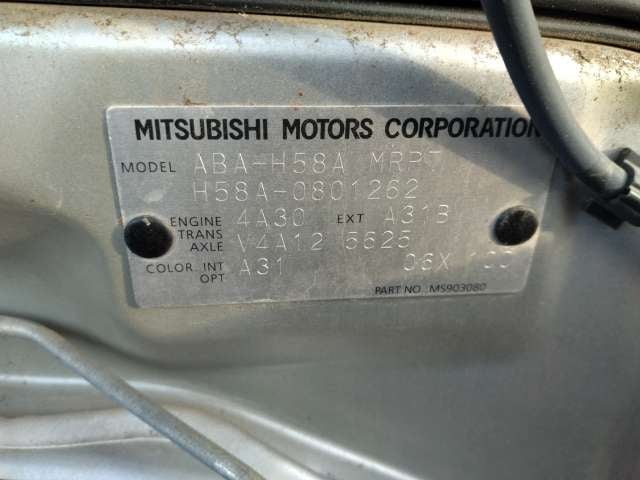 MITSUBISHI MOTORS CORPORATION
MODEL ABA-H58A
H58A-0801262
ENGINE 4A30 EXT A31B
TRANS AXLE V4A12 5625
COLOR, INT OPT A31
PART NO MS903080